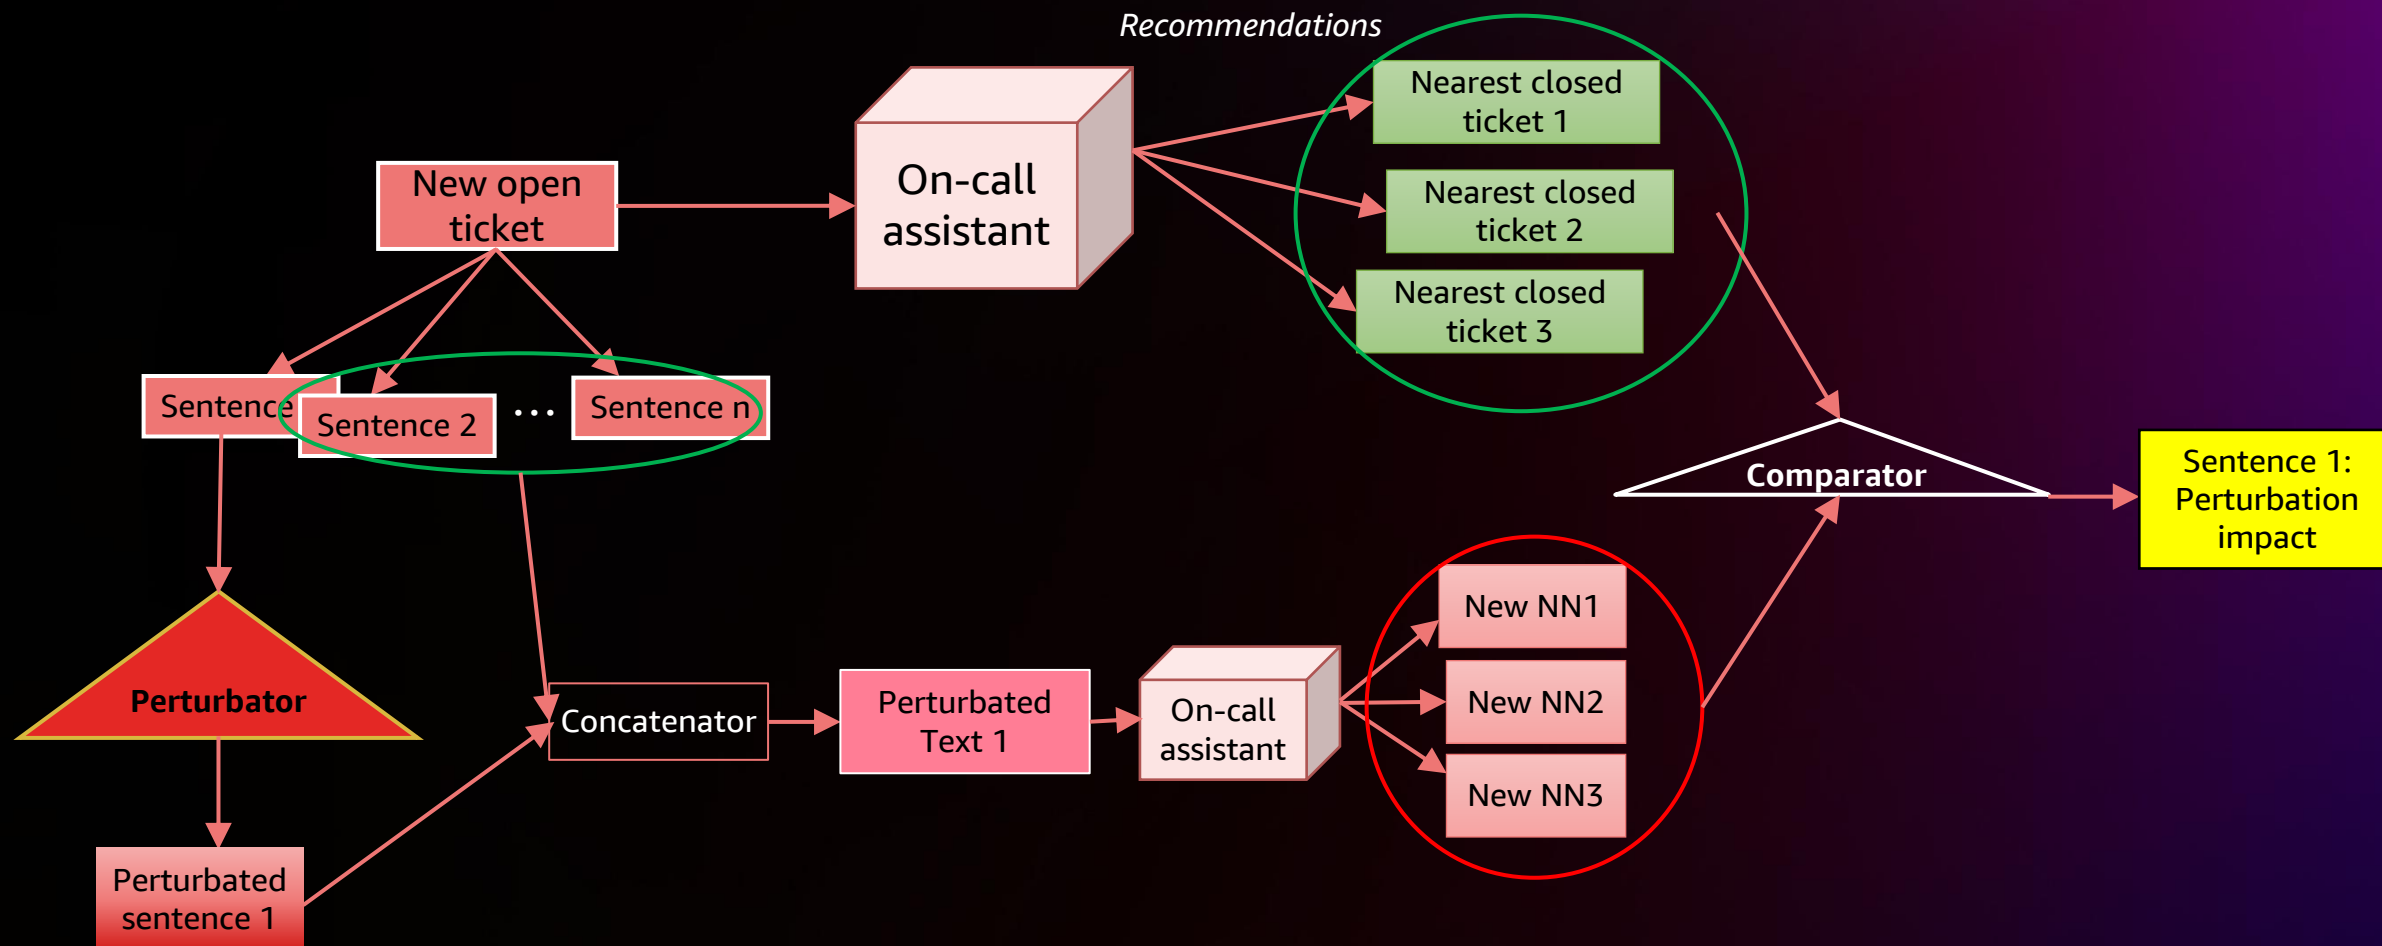 Recommendations
Nearest closed
ticket 1
New open
ticket
On-call
assistant
Nearest closed
ticket 2
Nearest closed
ticket 3
Sentence
Sentence 2
...
Sentence n
Comparator
Sentence 1:
Perturbation
impact
Perturbator
Concatenator
Perturbated
Text 1
On-call
assistant
New NN1
New NN2
New NN3
Perturbated
sentence 1